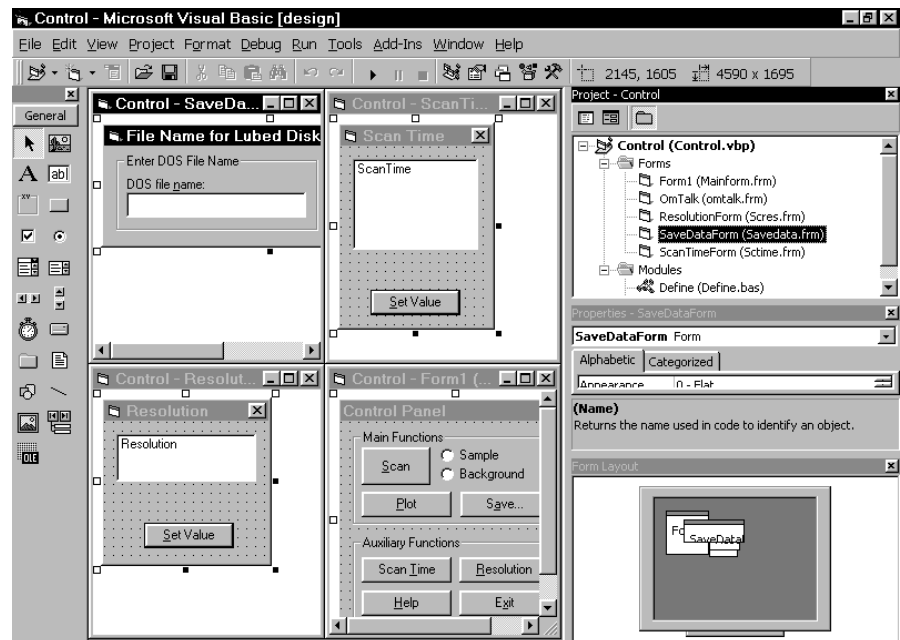 Control - Microsoft Visual Basic [design]
File Edit View Project Format Debug Run Tools Add-Ins Window Help
2145, 1605 4590 x 1695
General
A ab|
XY
OLE
Control - SaveDa...
File Name for Lubed Disk
Enter DOS File Name
DOS file name:
Control - ScanTi...
Scan Time
ScanTime
Set Value
Control - Resolut...
Resolution
Resolution
Set Value
Control - Form1 (...
Control Panel
Main Functions
Scan
Sample
Background
Plot
Save...
Auxiliary Functions
Scan Time
Resolution
Help
Exit
Project - Control
Control (Control.vbp)
Forms
Form1 (Mainform.frm)
OmTalk (omtalk.frm)
ResolutionForm (Scres.frm)
SaveDataForm (Savedata.frm)
ScanTimeForm (Sctime.frm)
Modules
Define (Define.bas)
Properties - SaveDataForm
SaveDataForm Form
Alphabetic Categorized
Appearance 0 - Flat
(Name)
Returns the name used in code to identify an object.
Form Layout
Fo
SaveDatal